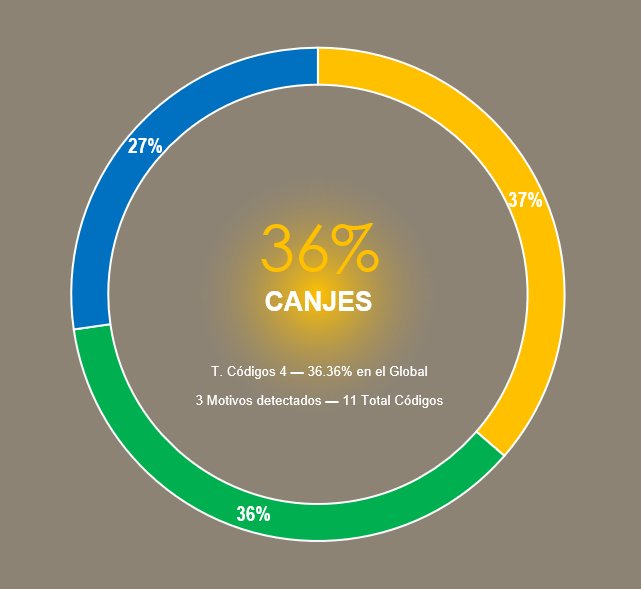 27%
37%
36%
CANJES
T. Códigos 4 — 36.36% en el Global
3 Motivos detectados — 11 Total Códigos
36%